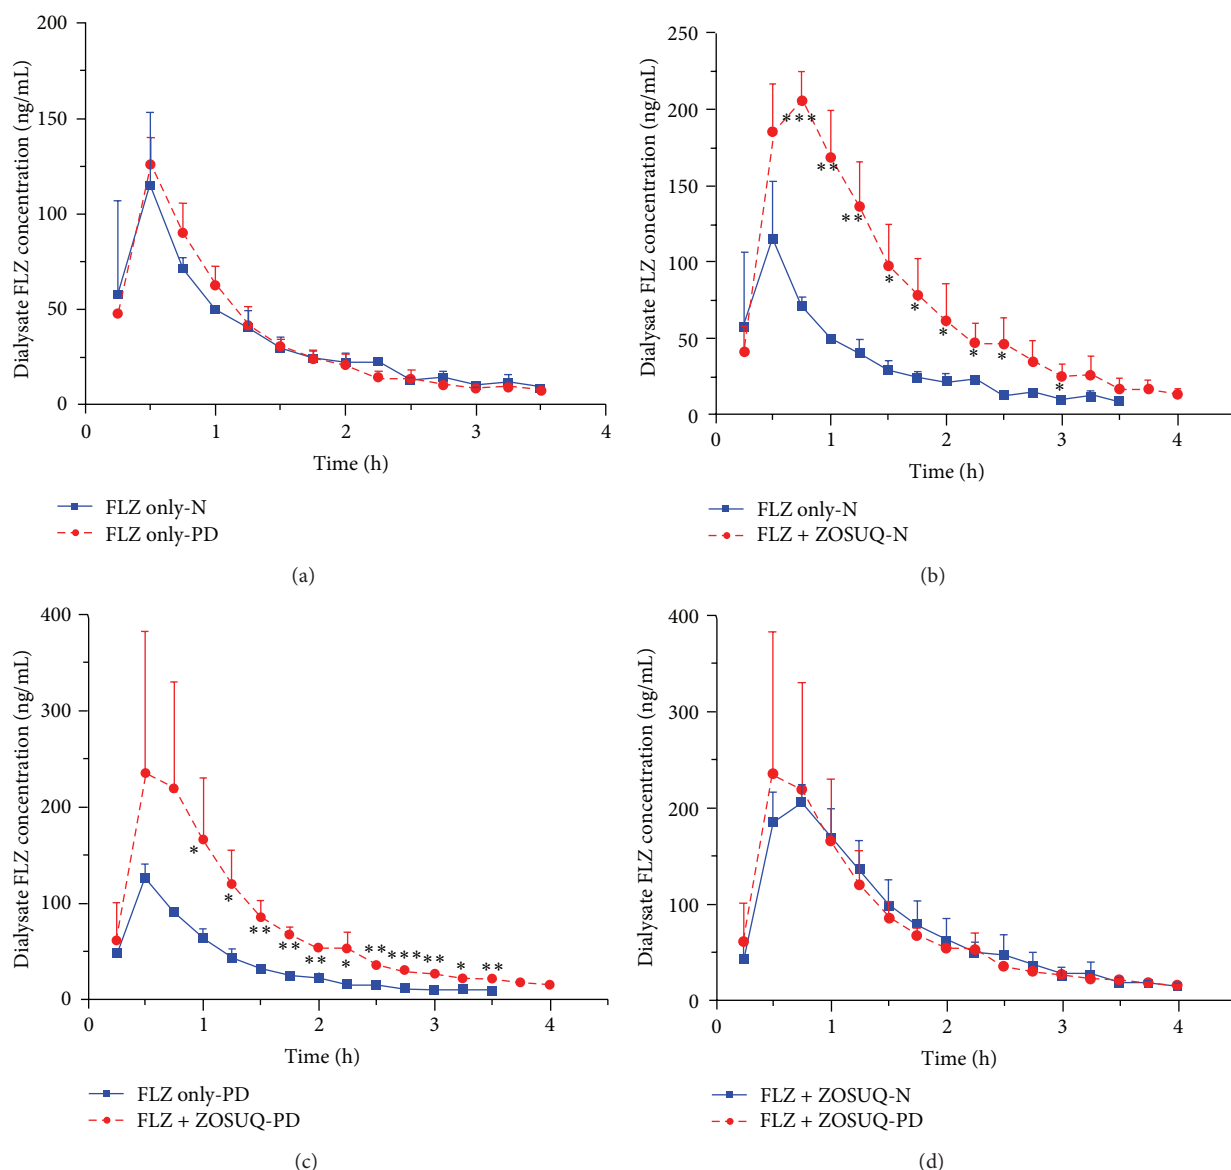 200
150
100
50
0
Dialysate FLZ concentration (ng/mL)
0 1 2 3 4
Time (h)
FLZ only-N
FLZ only-PD
(a)
250
200
150
100
50
0
Dialysate FLZ concentration (ng/mL)
***
**
**
*
*
*
*
*
*
0 1 2 3 4
Time (h)
FLZ only-N
FLZ + ZOSUQ-N
(b)
400
300
200
100
0
Dialysate FLZ concentration (ng/mL)
*
*
**
**
**
*
**
***
**
*
**
0 1 2 3 4
Time (h)
FLZ only-PD
FLZ + ZOSUQ-PD
(c)
400
300
200
100
0
Dialysate FLZ concentration (ng/mL)
0 1 2 3 4
Time (h)
FLZ + ZOSUQ-N
FLZ + ZOSUQ-PD
(d)